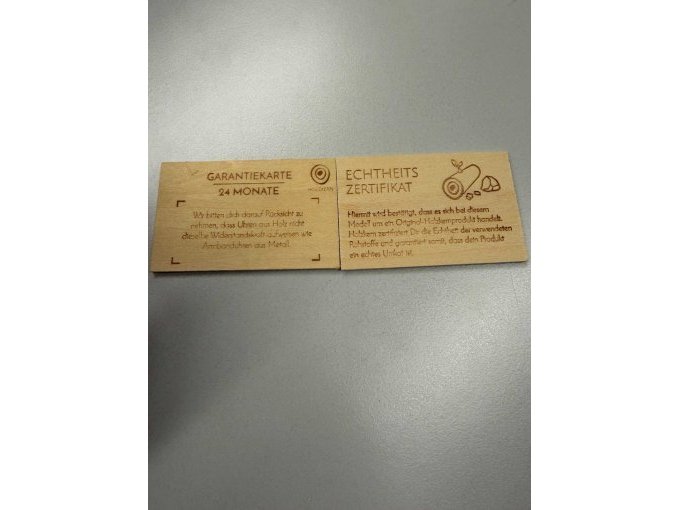 GARANTIEKARTE
24 MONATE
HOLZKERN
Wir bitten dich darauf Rücksicht zu
nehmen, dass Uhren aus Holz nicht
dieselbe Widerstandskraft aufweisen wie
Armbanduhren aus Metall.
ECHTHEITS
ZERTIFIKAT
Hiermit wird bestätigt, dass es sich bei diesem
Modell um ein Original-Holzkernprodukt handelt.
Holzkern zertifiziert Dir die Echtheit der verwendeten
Rohstoffe und garantiert somit, dass dein Produkt
ein echtes Unikat ist.